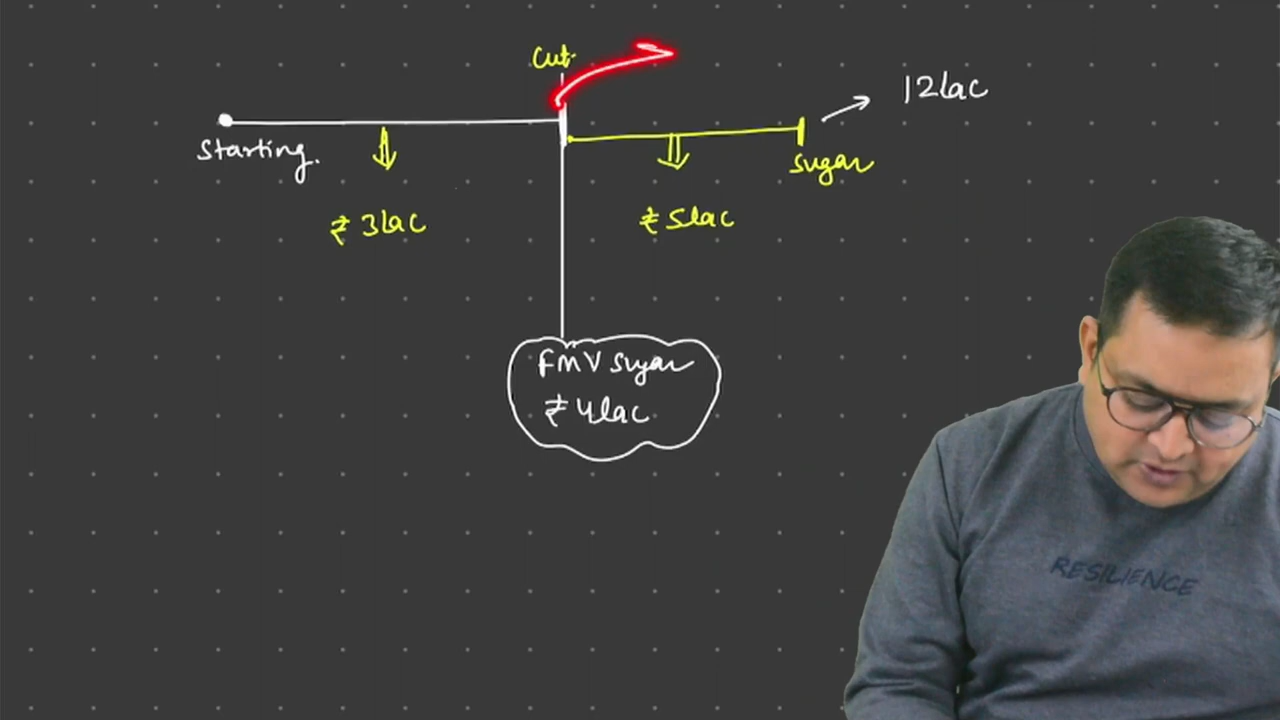 Cut
12lac
Starting.
Sugar
₹ 3lac
₹ 5lac
FMV Sugar
₹ 4lac
RESILIENCE